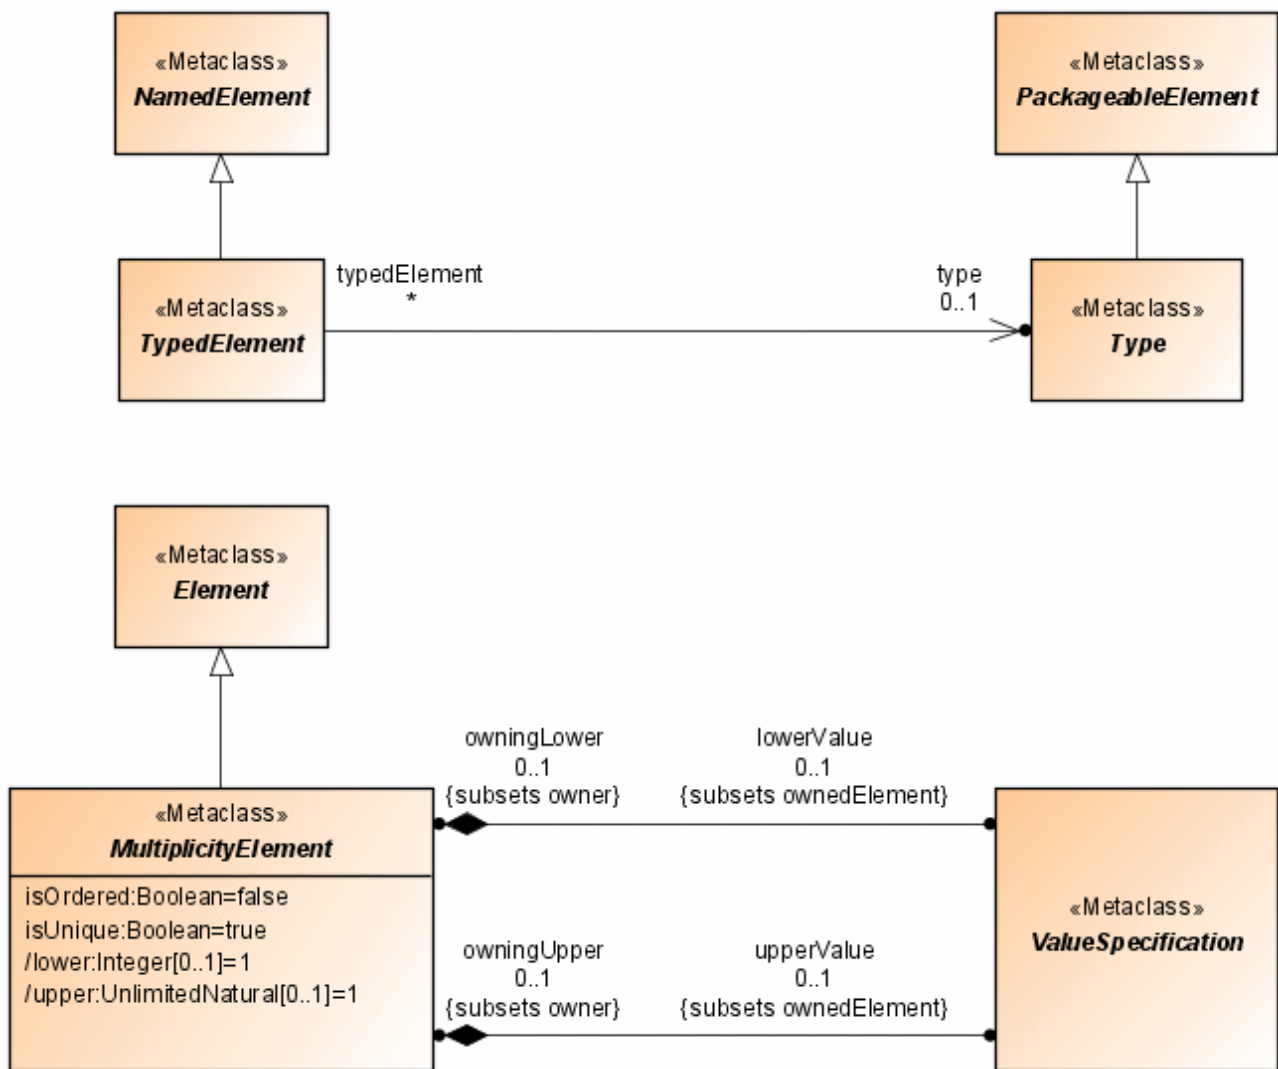 «Metaclass»
NamedElement
«Metaclass»
PackageableElement
«Metaclass»
TypedElement
typedElement
*
type
0..1
«Metaclass»
Type
«Metaclass»
Element
«Metaclass»
MultiplicityElement
isOrdered:Boolean=false
isUnique:Boolean=true
/lower:Integer[0..1]=1
/upper:UnlimitedNatural[0..1]=1
owningLower
0..1
{subsets owner}
lowerValue
0..1
{subsets ownedElement}
owningUpper
0..1
{subsets owner}
upperValue
0..1
{subsets ownedElement}
«Metaclass»
ValueSpecification